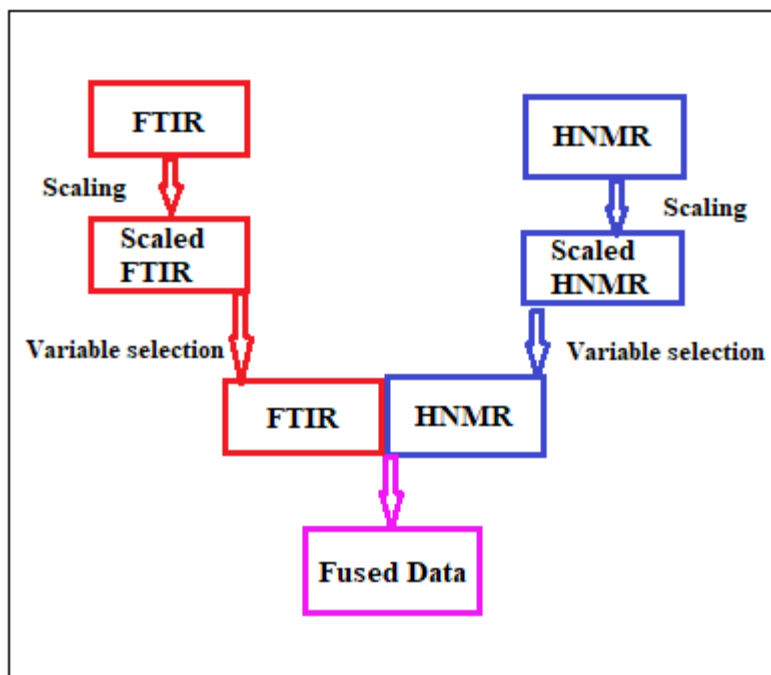 FTIR
HNMR
Scaling
Scaling
Scaled
FTIR
Scaled
HNMR
Variable selection
Variable selection
FTIR
HNMR
Fused Data